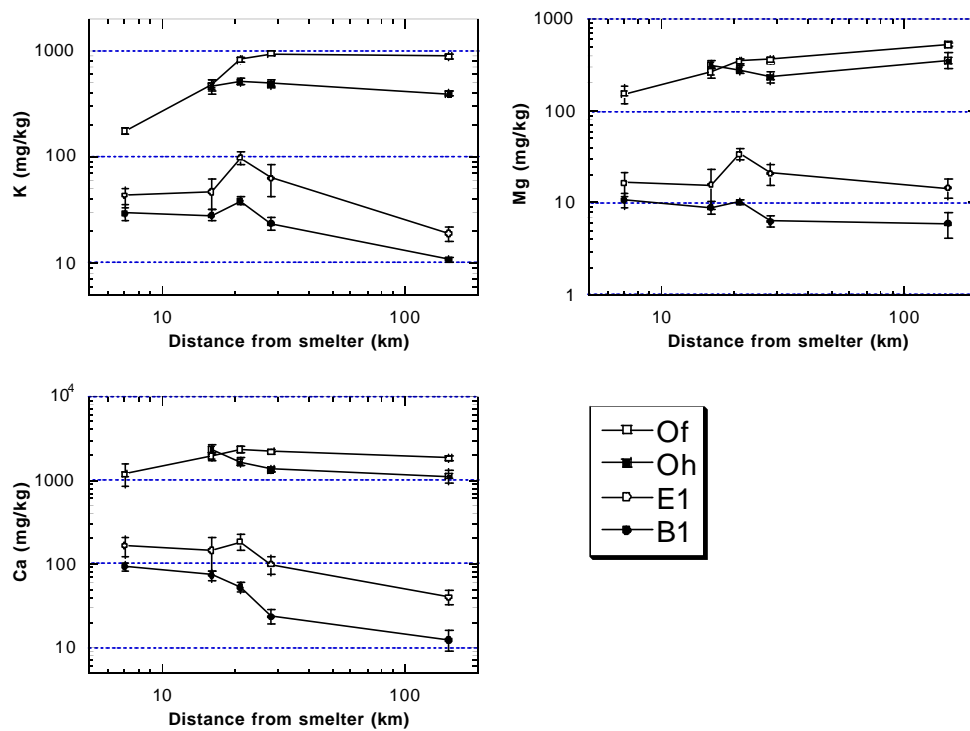 1000
100
10
K (mg/kg)
10 100
Distance from smelter (km)
1000
100
10
1
Mg (mg/kg)
10 100
Distance from smelter (km)
10⁴
1000
100
10
Ca (mg/kg)
10 100
Distance from smelter (km)
Of
Oh
E1
B1